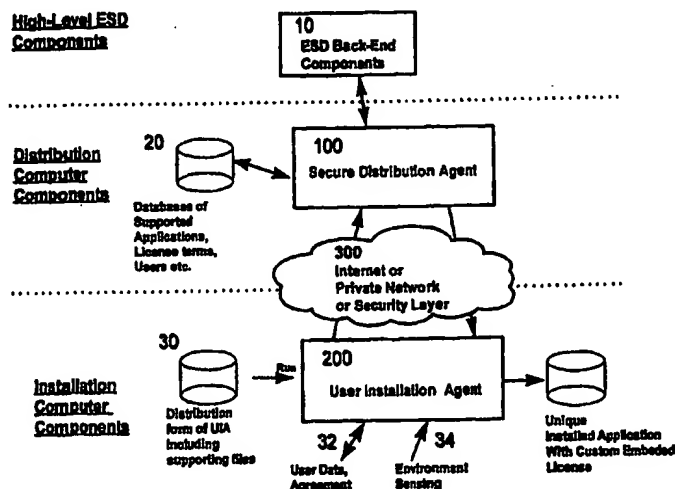 High-Level ESD
Components
10
ESD Back-End
Components
Distribution
Computer
Components
20
Databases of
Supported
Applications,
License terms,
Users etc.
100
Secure Distribution Agent
300
Internet or
Private Network
or Security Layer
Installation
Computer
Components
30
Distribution
form of UIA
Including
supporting files
Run
200
User Installation Agent
32
User Data,
Agreement
34
Environment
Sensing
Unique
Installed Application
With Custom Embeded
License